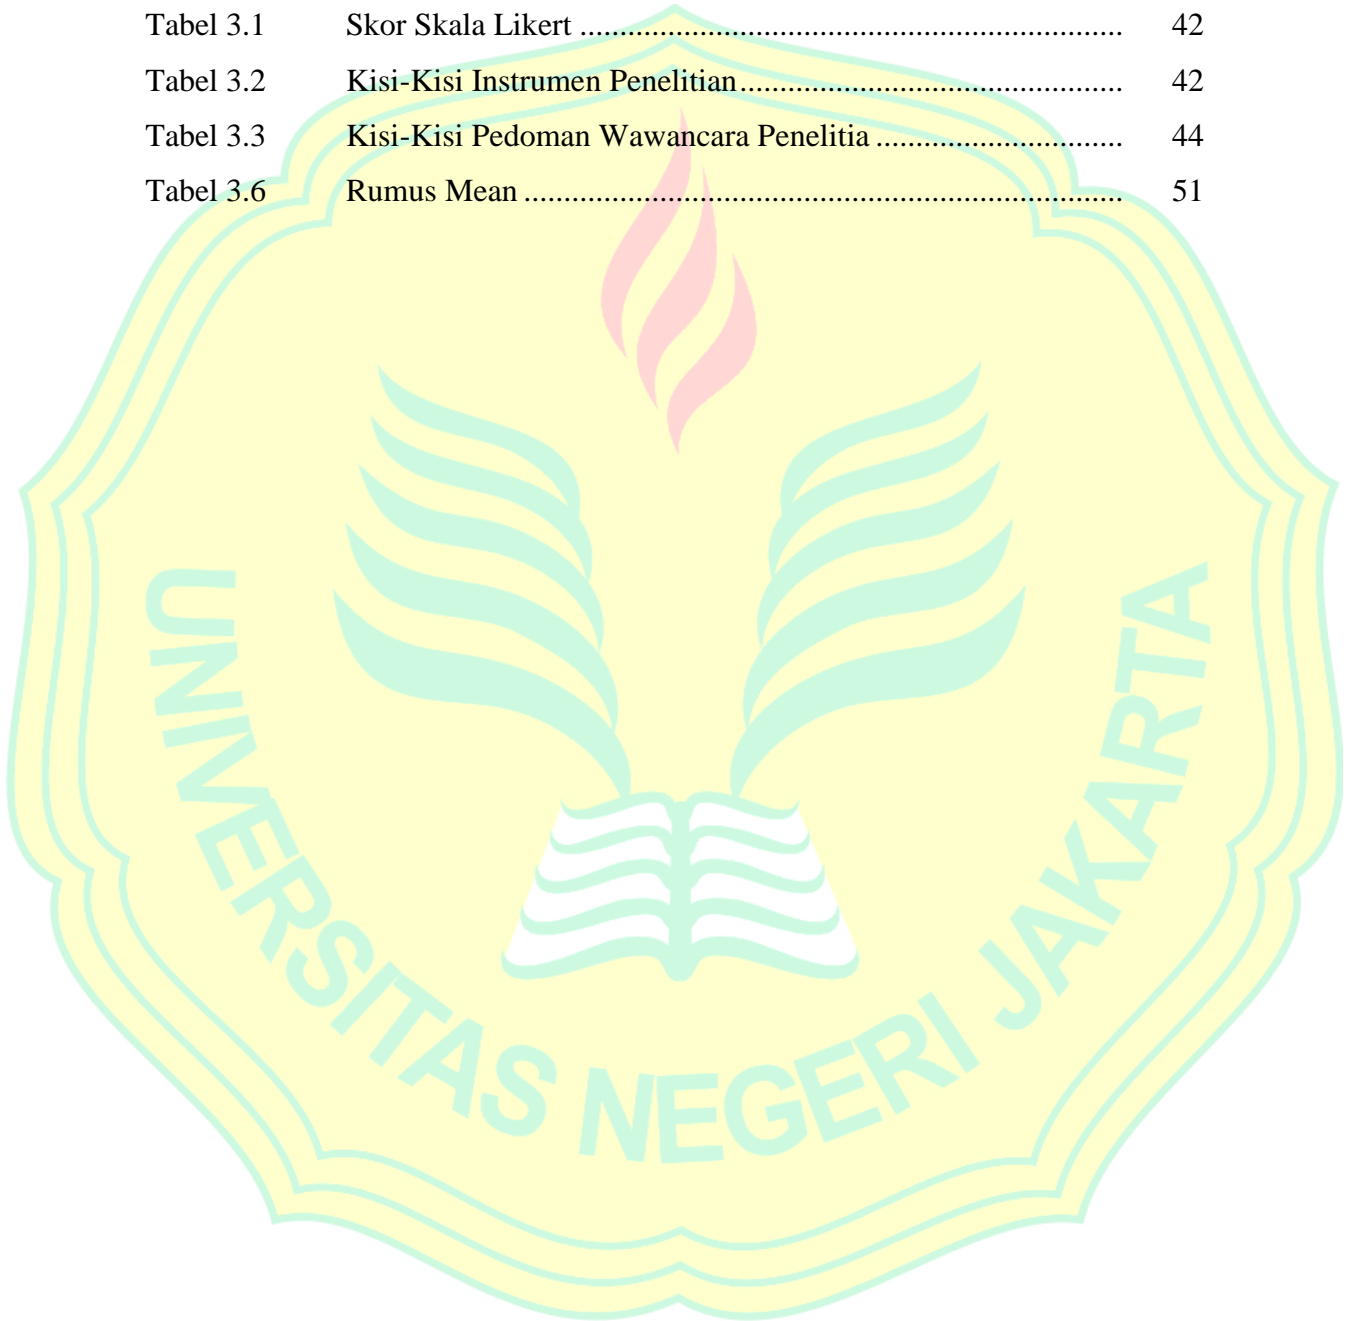 Tabel 3.1 Skor Skala Likert .................................................................... 42
Tabel 3.2 Kisi-Kisi Instrumen Penelitian................................................ 42
Tabel 3.3 Kisi-Kisi Pedoman Wawancara Penelitia ............................... 44
Tabel 3.6 Rumus Mean ........................................................................... 51
UNIVERSITAS NEGERI JAKARTA